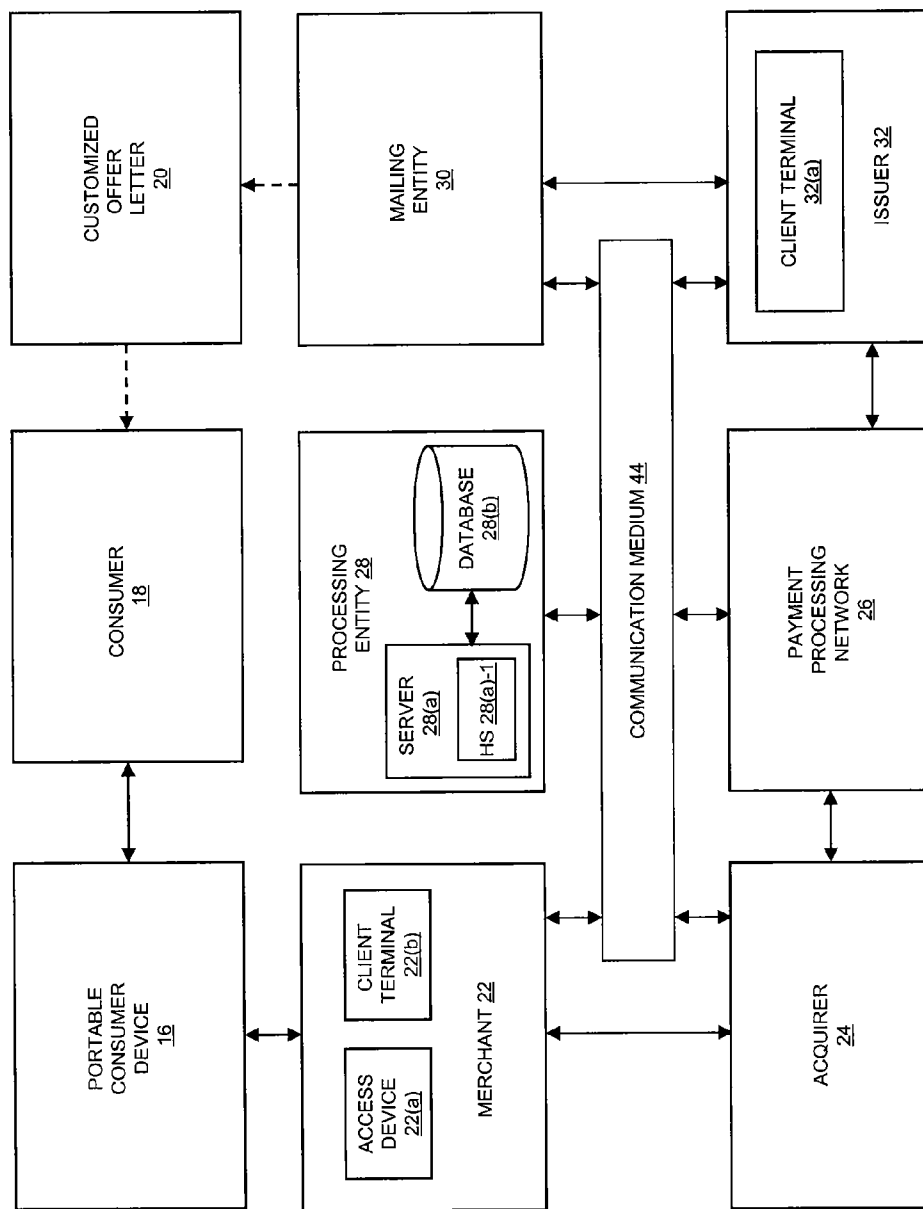 PORTABLE
CONSUMER
DEVICE
16
CONSUMER
18
CUSTOMIZED
OFFER
LETTER
20
ACCESS
DEVICE
22(a)
CLIENT
TERMINAL
22(b)
MERCHANT 22
PROCESSING
ENTITY 28
SERVER
28(a)
HS 28(a)-1
DATABASE
28(b)
MAILING
ENTITY
30
COMMUNICATION MEDIUM 44
ACQUIRER
24
PAYMENT
PROCESSING
NETWORK
26
CLIENT TERMINAL
32(a)
ISSUER 32